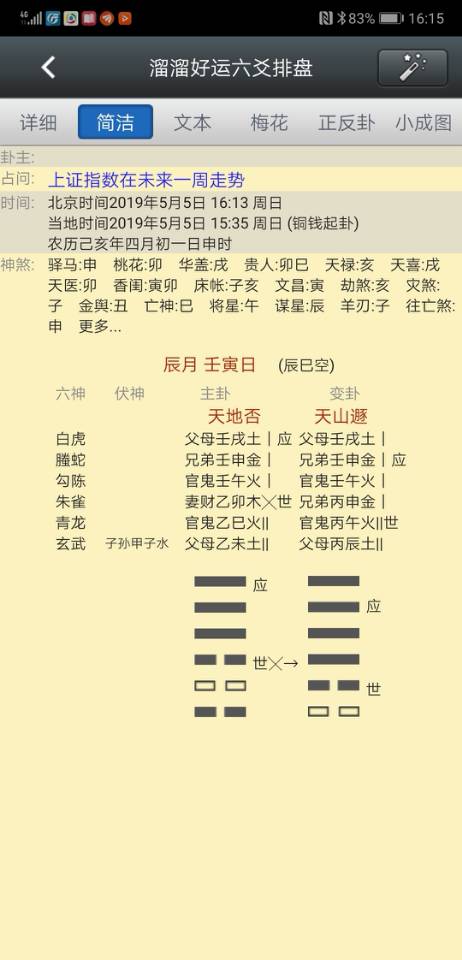 4G 83% 16:15
溜溜好运六爻排盘
详细 简洁 文本 梅花 正反卦 小成图
卦主:
占问: 上证指数在未来一周走势
时间: 北京时间2019年5月5日 16:13 周日
当地时间2019年5月5日 15:35 周日 (铜钱起卦)
农历己亥年四月初一日申时
神煞: 驿马:申 桃花:卯 华盖:戌 贵人:卯巳 天禄:亥 天喜:戌
天医:卯 香闺:寅卯 床帐:子亥 文昌:寅 劫煞:亥 灾煞:
子 金舆:丑 亡神:巳 将星:午 谋星:辰 羊刃:子 往亡煞:
申 更多...
辰月 壬寅日 (辰巳空)
六神 伏神 主卦 变卦
天地否 天山遯
白虎 父母壬戌土｜应 父母壬戌土｜
螣蛇 兄弟壬申金｜ 兄弟壬申金｜应
勾陈 官鬼壬午火｜ 官鬼壬午火｜
朱雀 妻财乙卯木╳世 兄弟丙申金｜
青龙 官鬼乙巳火‖ 官鬼丙午火‖世
玄武 子孙甲子水 父母乙未土‖ 父母丙辰土‖
应
应
世╳→
世